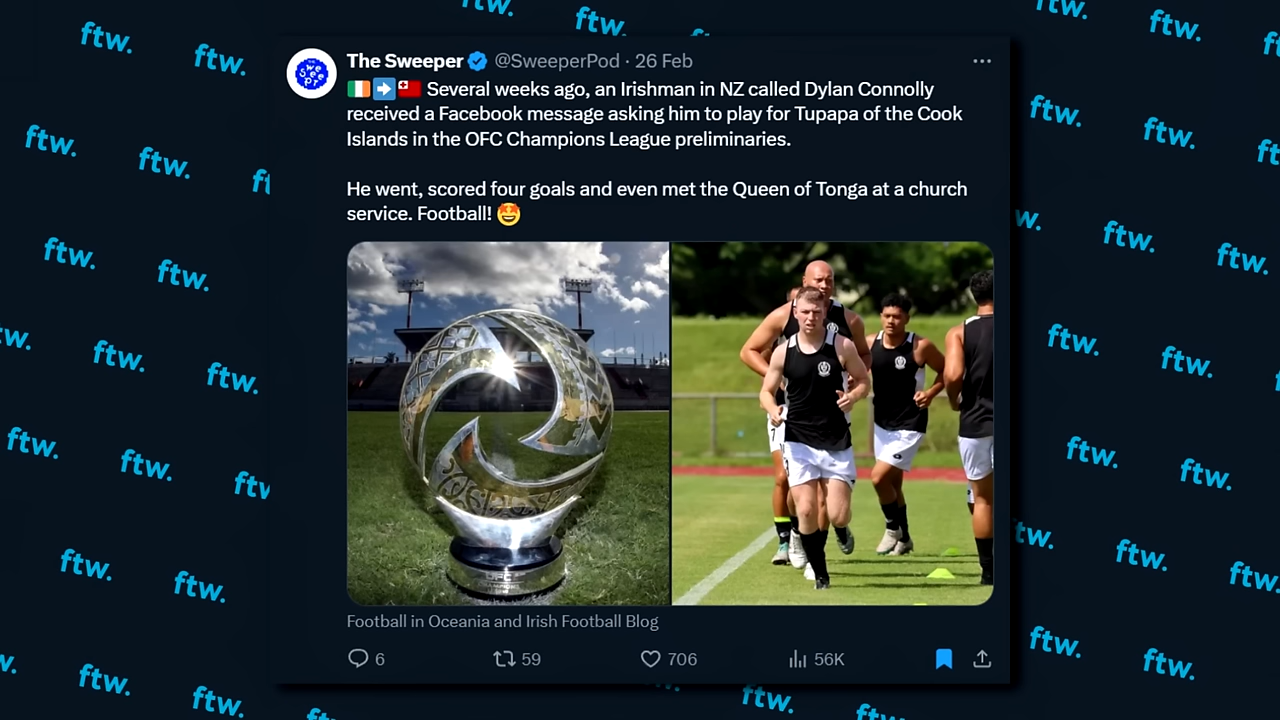 The Sweeper @SweeperPod · 26 Feb
🇮🇪➡️🇹🇴 Several weeks ago, an Irishman in NZ called Dylan Connolly
received a Facebook message asking him to play for Tupapa of the Cook
Islands in the OFC Champions League preliminaries.
He went, scored four goals and even met the Queen of Tonga at a church
service. Football! 🤩
Football in Oceania and Irish Football Blog
6 59 706 56K
ftw.